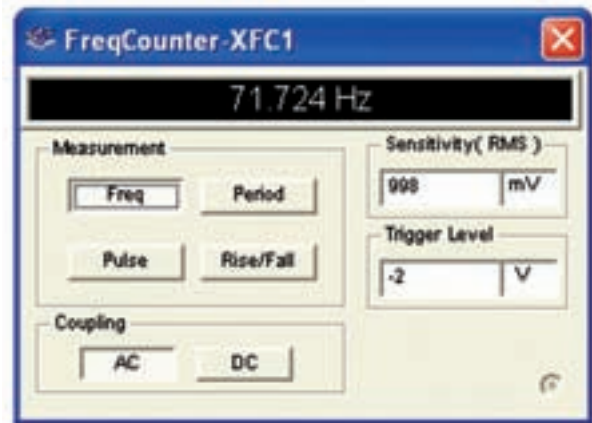 FreqCounter-XFC1
71.724 Hz
Measurement
Freq
Period
Pulse
Rise/Fall
Coupling
AC
DC
Sensitivity( RMS )
998
mV
Trigger Level
-2
V